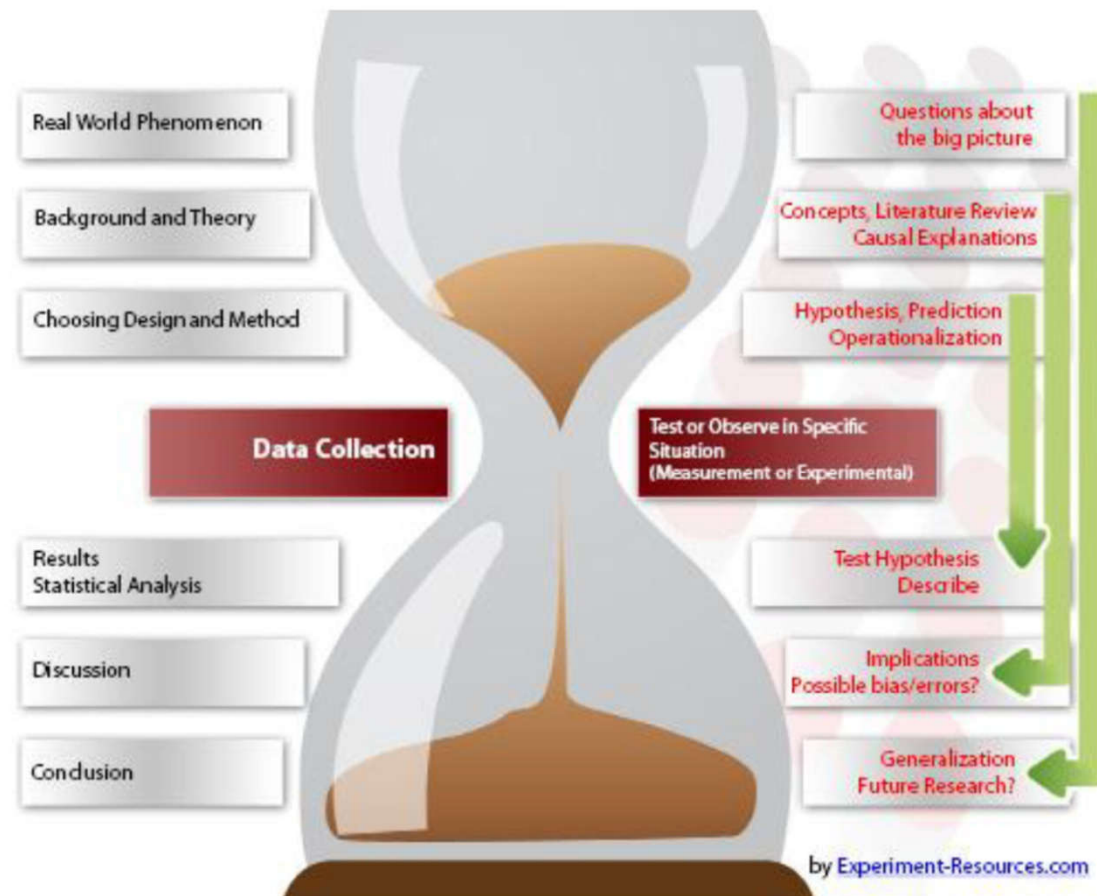 Real World Phenomenon
Questions about
the big picture
Background and Theory
Concepts, Literature Review
Causal Explanations
Choosing Design and Method
Hypothesis, Prediction
Operationalization
Data Collection
Test or Observe in Specific
Situation
(Measurement or Experimental)
Results
Statistical Analysis
Test Hypothesis
Describe
Discussion
Implications
Possible bias/errors?
Conclusion
Generalization
Future Research?
by Experiment-Resources.com